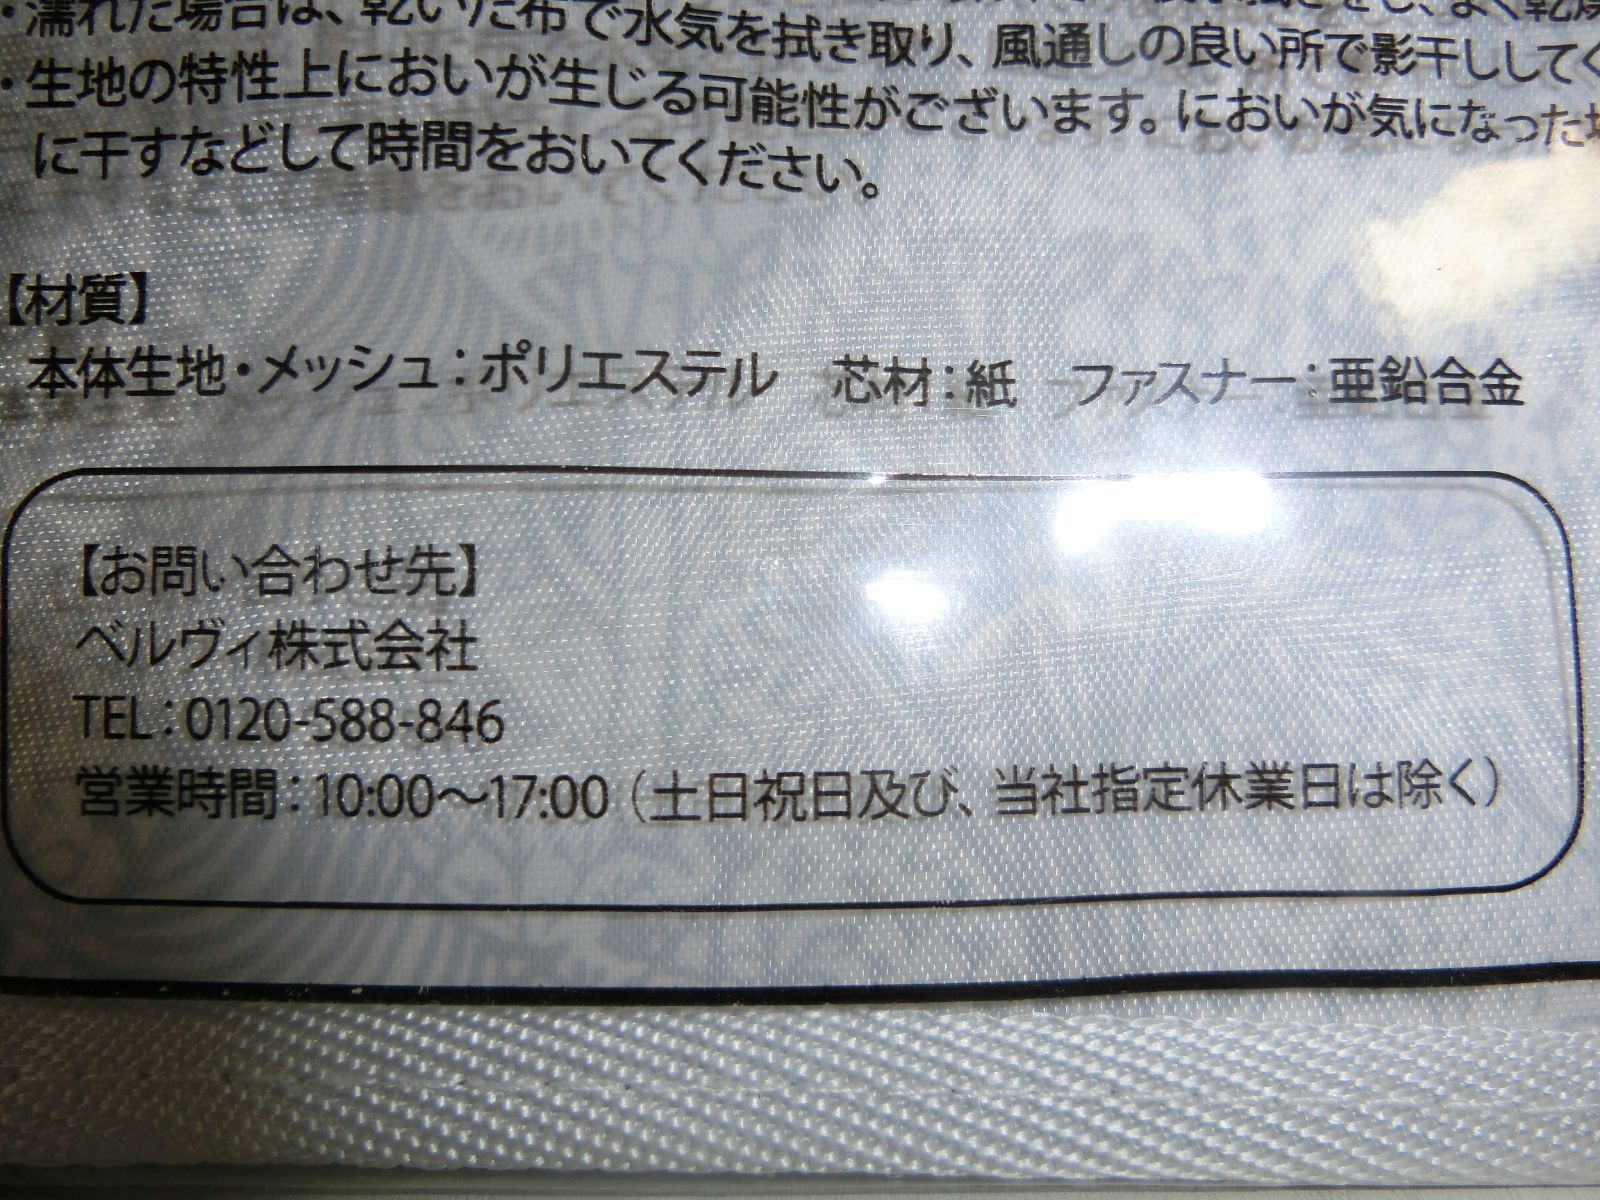 ・濡れた場合は、乾いた布で水気を拭き取り、風通しの良い所で影干ししてく
・生地の特性上においが生じる可能性がございます。においが気になった場
に干すなどして時間をおいてください。
【材質】
本体生地・メッシュ：ポリエステル　芯材：紙　ファスナー：亜鉛合金
【お問い合わせ先】
ベルヴィ株式会社
TEL：0120-588-846
営業時間：10:00〜17:00（土日祝日及び、当社指定休業日は除く）